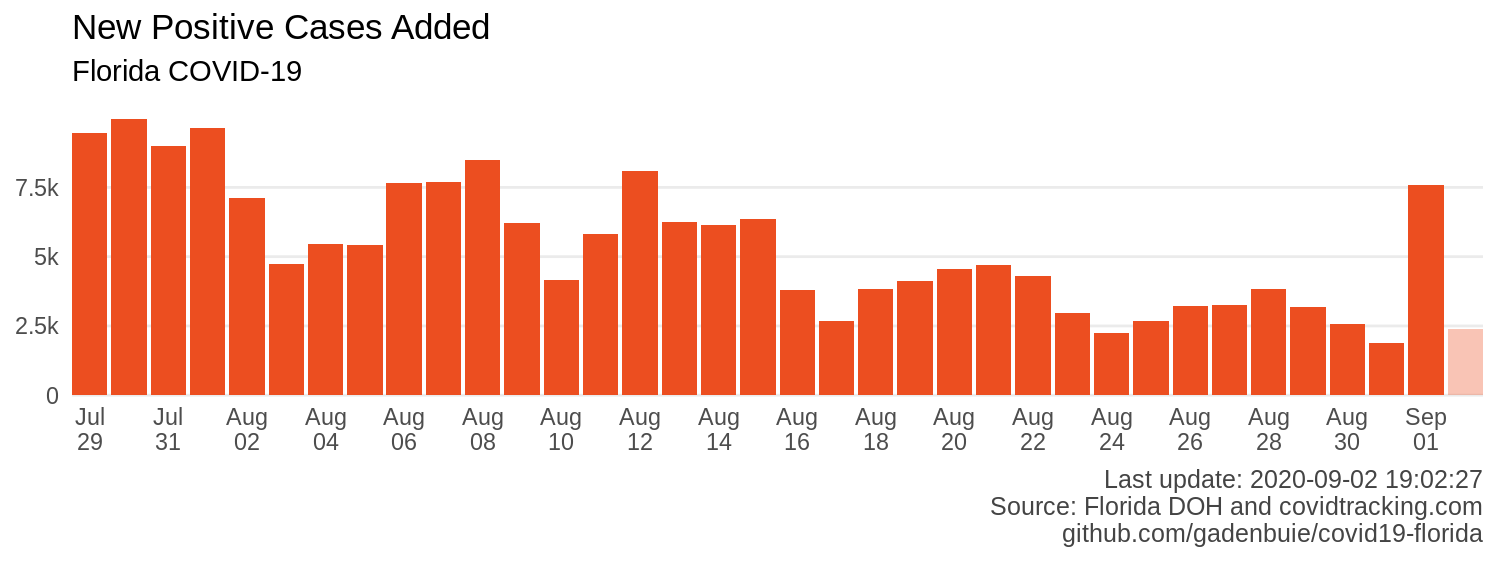 New Positive Cases Added
Florida COVID-19
7.5k
5k
2.5k
0
Jul Jul Aug Aug Aug Aug Aug Aug Aug Aug Aug Aug Aug Aug Aug Aug Aug Sep
29 31 02 04 06 08 10 12 14 16 18 20 22 24 26 28 30 01
Last update: 2020-09-02 19:02:27
Source: Florida DOH and covidtracking.com
github.com/gadenbuie/covid19-florida